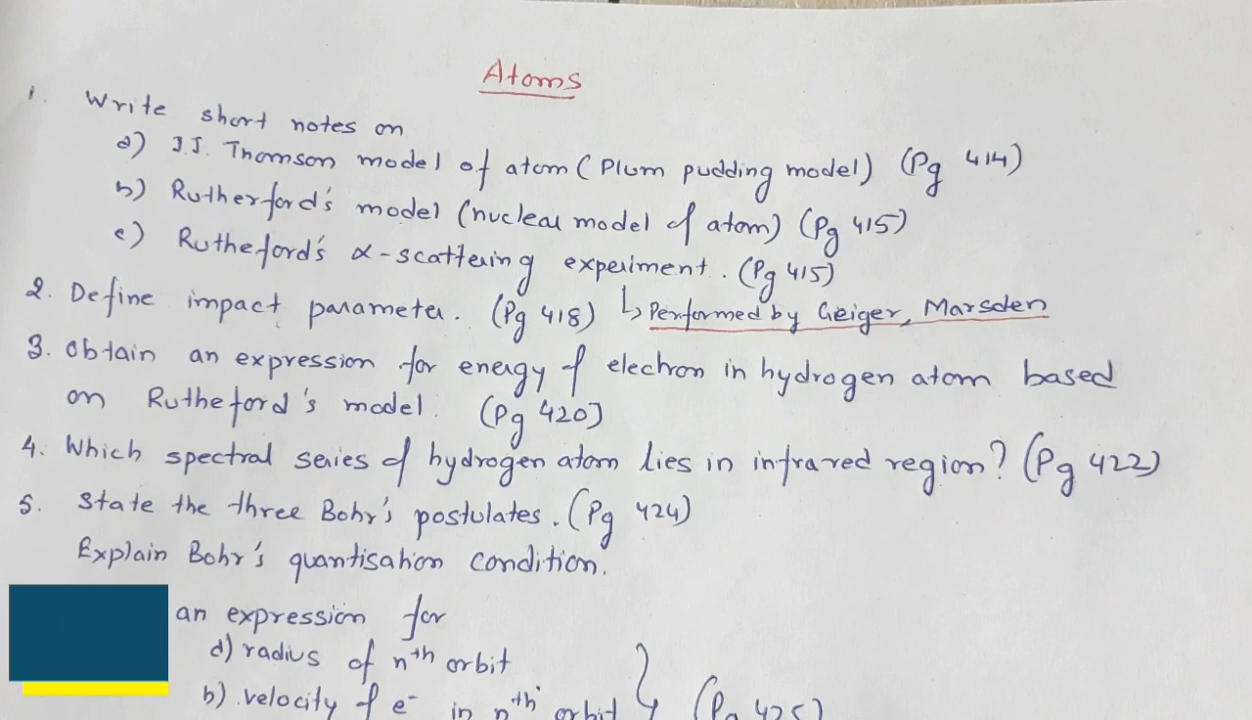 Atoms
1. Write short notes on
a) J.J. Thomson model of atom (Plum pudding model) (Pg 414)
b) Rutherford's model (nuclear model of atom) (Pg 415)
c) Rutheford's α-scattering experiment. (Pg 415)
↳ Performed by Geiger, Marsden
2. Define impact parameter. (Pg 418)
3. Obtain an expression for energy of electron in hydrogen atom based
on Rutheford's model. (Pg 420)
4. Which spectral series of hydrogen atom lies in infrared region? (Pg 422)
5. State the three Bohr's postulates. (Pg 424)
Explain Bohr's quantisation condition.
an expression for
a) radius of nth orbit
b) velocity of e⁻ in nth orbit } (Pg 425)